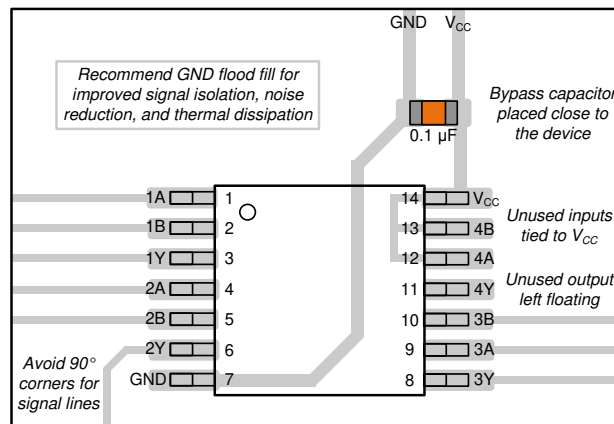 GND VCC
Recommend GND flood fill for
improved signal isolation, noise
reduction, and thermal dissipation
0.1 µF
Bypass capacitor
placed close to
the device
1A 1 14 VCC
1B 2 13 4B
1Y 3 12 4A
2A 4 11 4Y
2B 5 10 3B
2Y 6 9 3A
GND 7 8 3Y
Unused inputs
tied to VCC
Unused output
left floating
Avoid 90°
corners for
signal lines